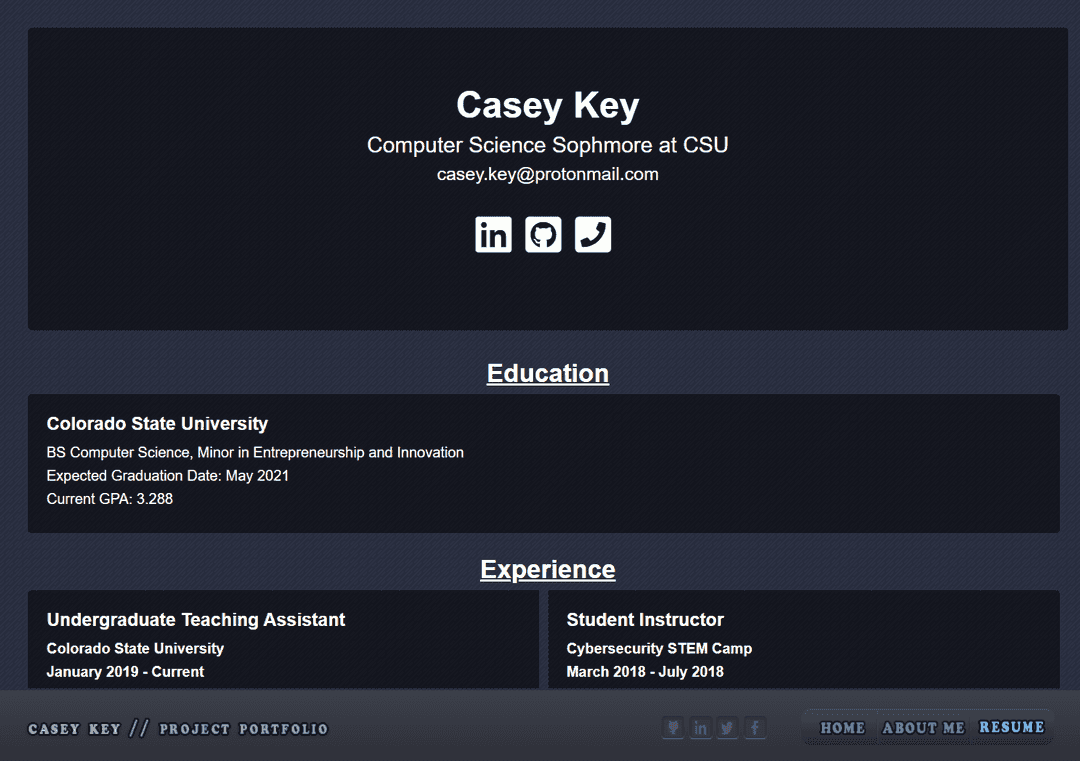 Casey Key
Computer Science Sophmore at CSU
casey.key@protonmail.com
Education
Colorado State University
BS Computer Science, Minor in Entrepreneurship and Innovation
Expected Graduation Date: May 2021
Current GPA: 3.288
Experience
Undergraduate Teaching Assistant
Colorado State University
January 2019 - Current
Student Instructor
Cybersecurity STEM Camp
March 2018 - July 2018
CASEY KEY // PROJECT PORTFOLIO
HOME ABOUT ME RESUME